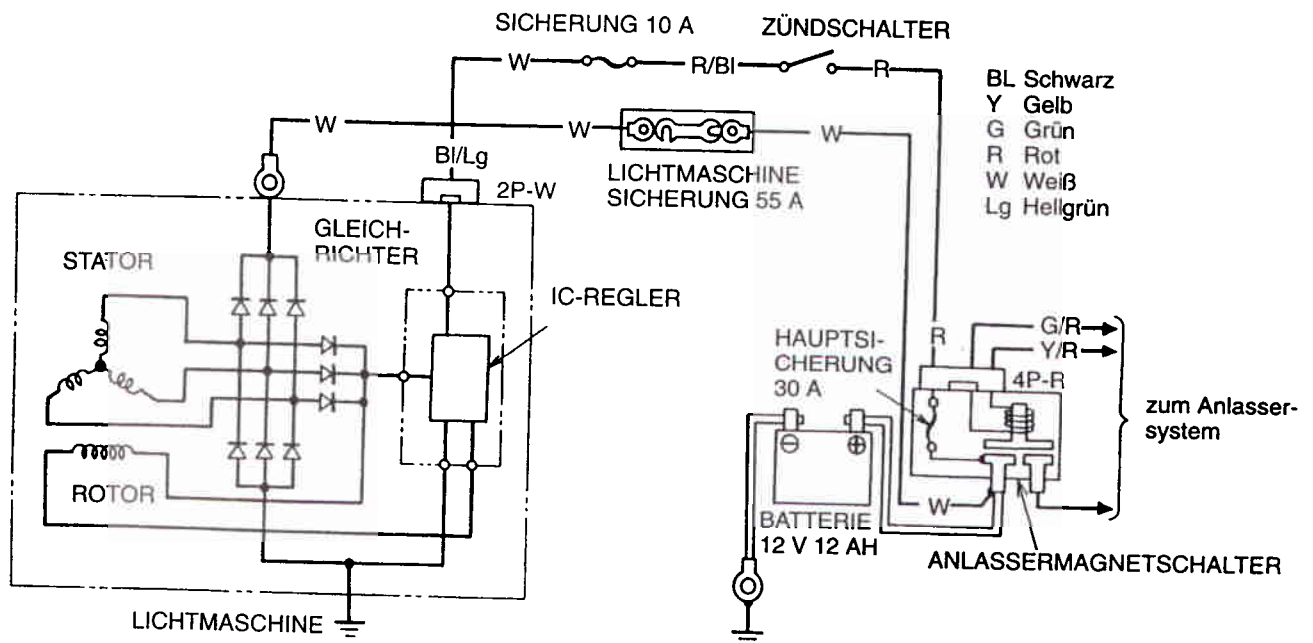 SICHERUNG 10 A
ZÜNDSCHALTER
W
R/Bl
R
BL Schwarz
Y Gelb
G Grün
R Rot
W Weiß
Lg Hellgrün
W
W
W
LICHTMASCHINE
SICHERUNG 55 A
Bl/Lg
2P-W
GLEICH-
RICHTER
STATOR
IC-REGLER
ROTOR
LICHTMASCHINE
R
G/R
Y/R
4P-R
HAUPTSI-
CHERUNG
30 A
zum Anlasser-
system
W
BATTERIE
12 V 12 AH
ANLASSERMAGNETSCHALTER